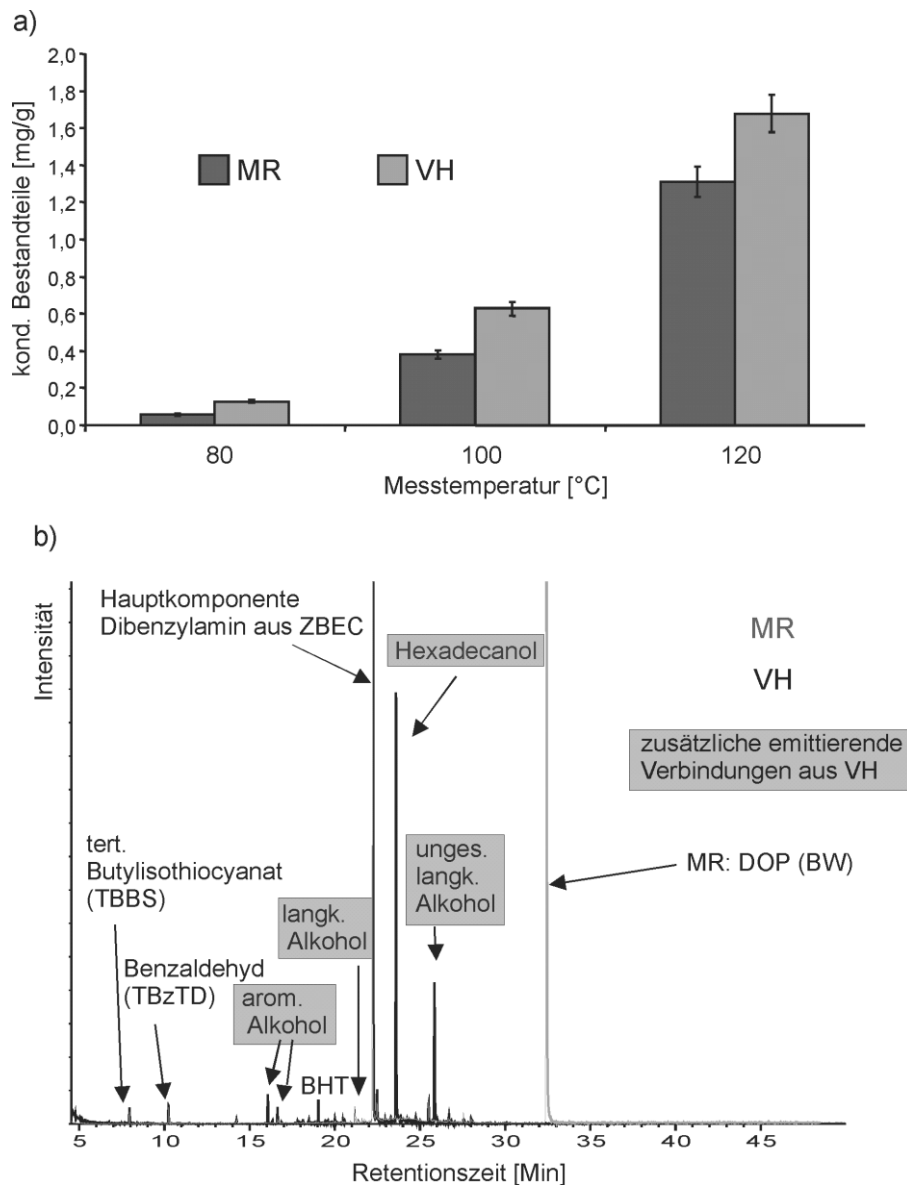 a)
2,0
1,8
1,6
1,4
1,2
1,0
0,8
0,6
0,4
0,2
0,0
kond. Bestandteile [mg/g]
MR
VH
80
100
120
Messtemperatur [°C]
b)
Intensität
Hauptkomponente
Dibenzylamin aus ZBEC
Hexadecanol
MR
VH
zusätzliche emittierende
Verbindungen aus VH
tert.
Butylisothiocyanat
(TBBS)
Benzaldehyd
(TBzTD)
arom.
Alkohol
langk.
Alkohol
BHT
unges.
langk.
Alkohol
MR: DOP (BW)
5
10
15
20
25
30
35
40
45
Retentionszeit [Min]